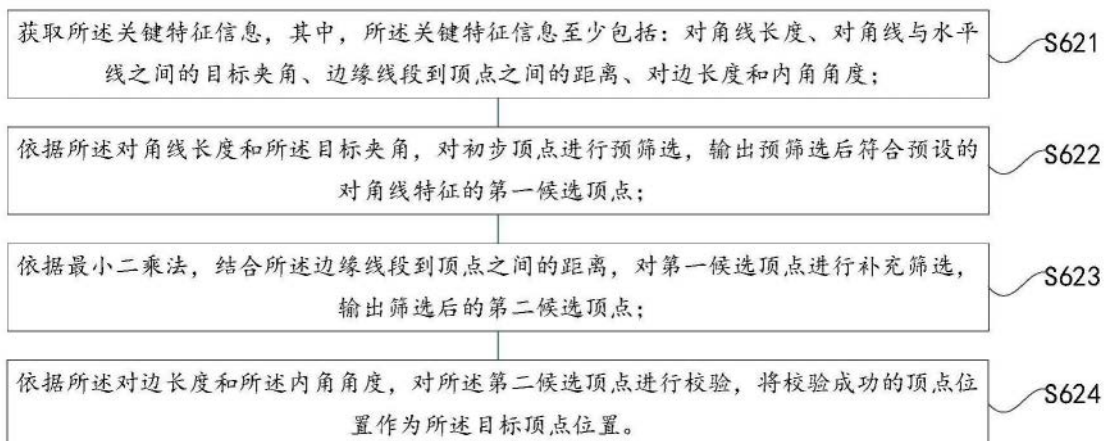 获取所述关键特征信息，其中，所述关键特征信息至少包括：对角线长度、对角线与水平
线之间的目标夹角、边缘线段到顶点之间的距离、对边长度和内角角度；
S621
依据所述对角线长度和所述目标夹角，对初步顶点进行预筛选，输出预筛选后符合预设的
对角线特征的第一候选顶点；
S622
依据最小二乘法，结合所述边缘线段到顶点之间的距离，对第一候选顶点进行补充筛选，
输出筛选后的第二候选顶点；
S623
依据所述对边长度和所述内角角度，对所述第二候选顶点进行校验，将校验成功的顶点位
置作为所述目标顶点位置。
S624